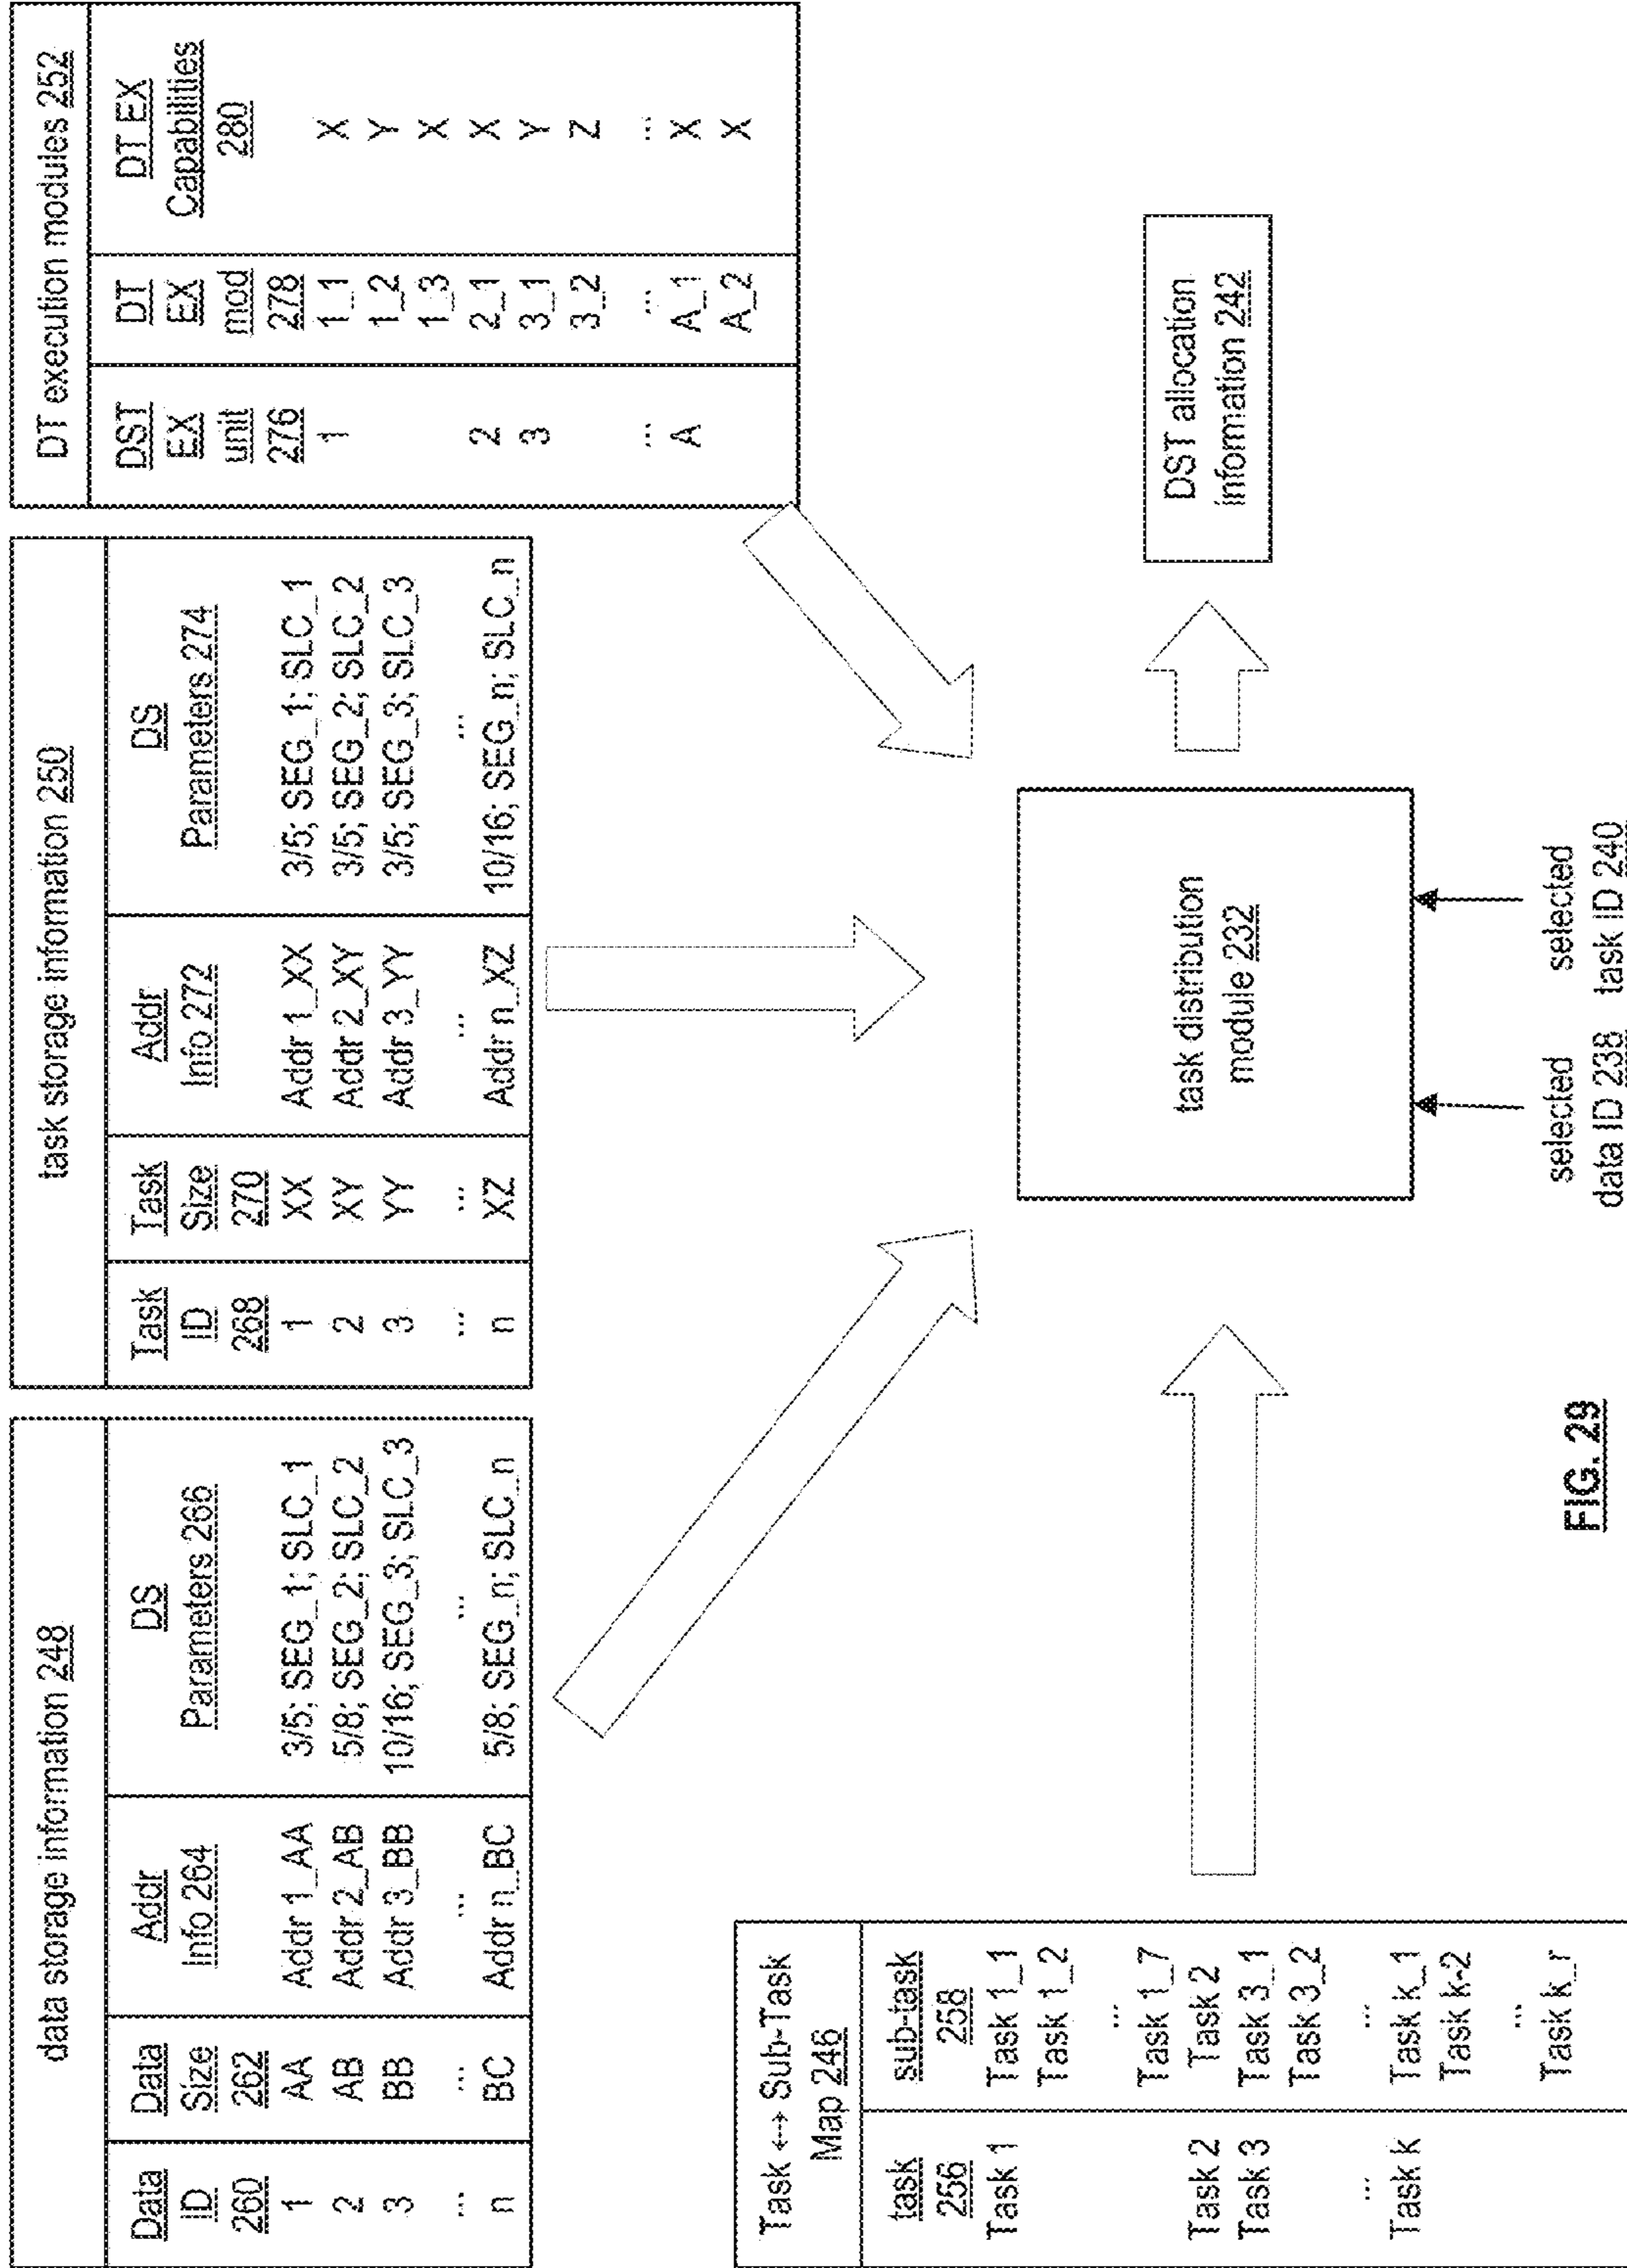 data storage information 248
Data ID 260 Data Size 262 Addr Info 264 DS Parameters 266
1 AA Addr 1_AA 3/5; SEG_1; SLC_1
2 AB Addr 2_AB 5/8; SEG_2; SLC_2
3 BB Addr 3_BB 10/16; SEG_3; SLC_3
... ... ... ...
n BC Addr n_BC 5/8; SEG_n; SLC_n
task storage information 250
Task ID 268 Task Size 270 Addr Info 272 DS Parameters 274
1 XX Addr 1_XX 3/5; SEG_1; SLC_1
2 XY Addr 2_XY 3/5; SEG_2; SLC_2
3 YY Addr 3_YY 3/5; SEG_3; SLC_3
... ... ... ...
n XZ Addr n_XZ 10/16; SEG_n; SLC_n
DT execution modules 252
DST EX unit 276 DT EX mod 278 DT EX Capabilities 280
1 1_1 X
1_2 Y
1_3 X
2 2_1 X
3 3_1 Y
3_2 Z
... ... ...
A A_1 X
A_2 X
Task ↔ Sub-Task
Map 246
task 256 sub-task 258
Task 1 Task 1_1
Task 1_2
...
Task 1_7
Task 2 Task 2
Task 3 Task 3_1
Task 3_2
... ...
Task k Task k_1
Task k-2
...
Task k_r
task distribution
module 232
DST allocation
information 242
selected
data ID 238
selected
task ID 240
FIG. 29